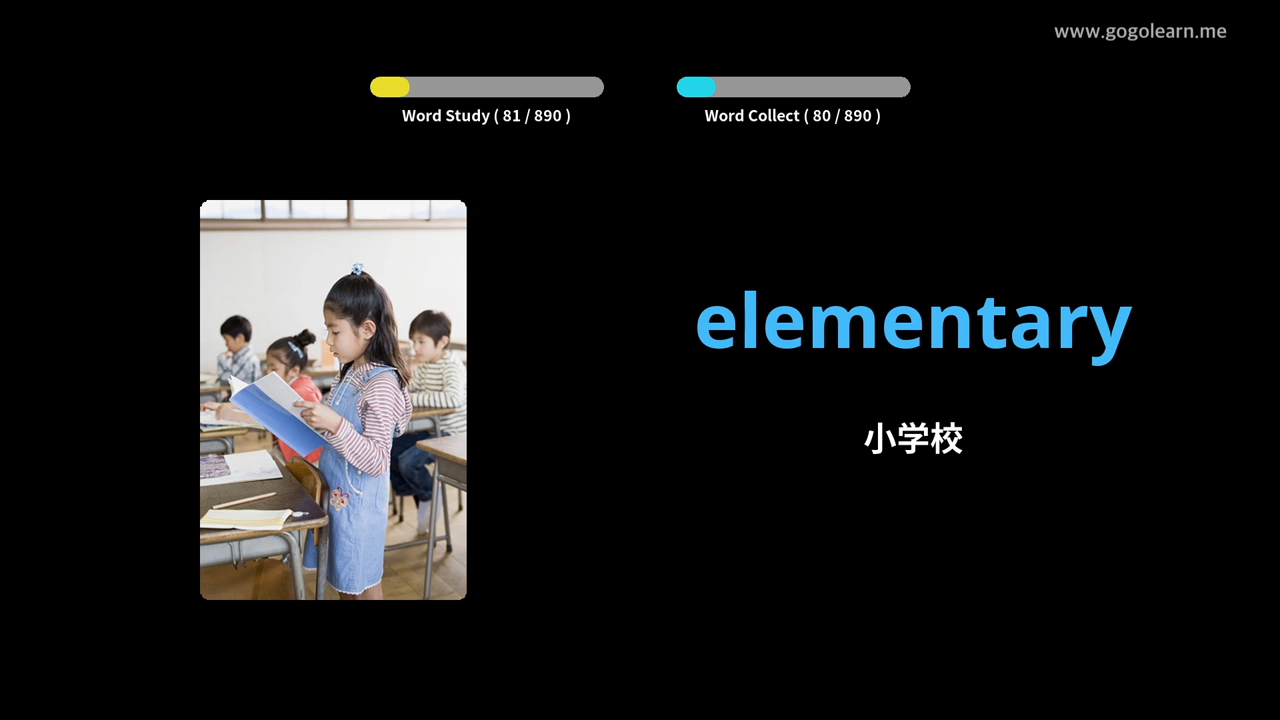 www.gogolearn.me
Word Study ( 81 / 890 )
Word Collect ( 80 / 890 )
elementary
小学校